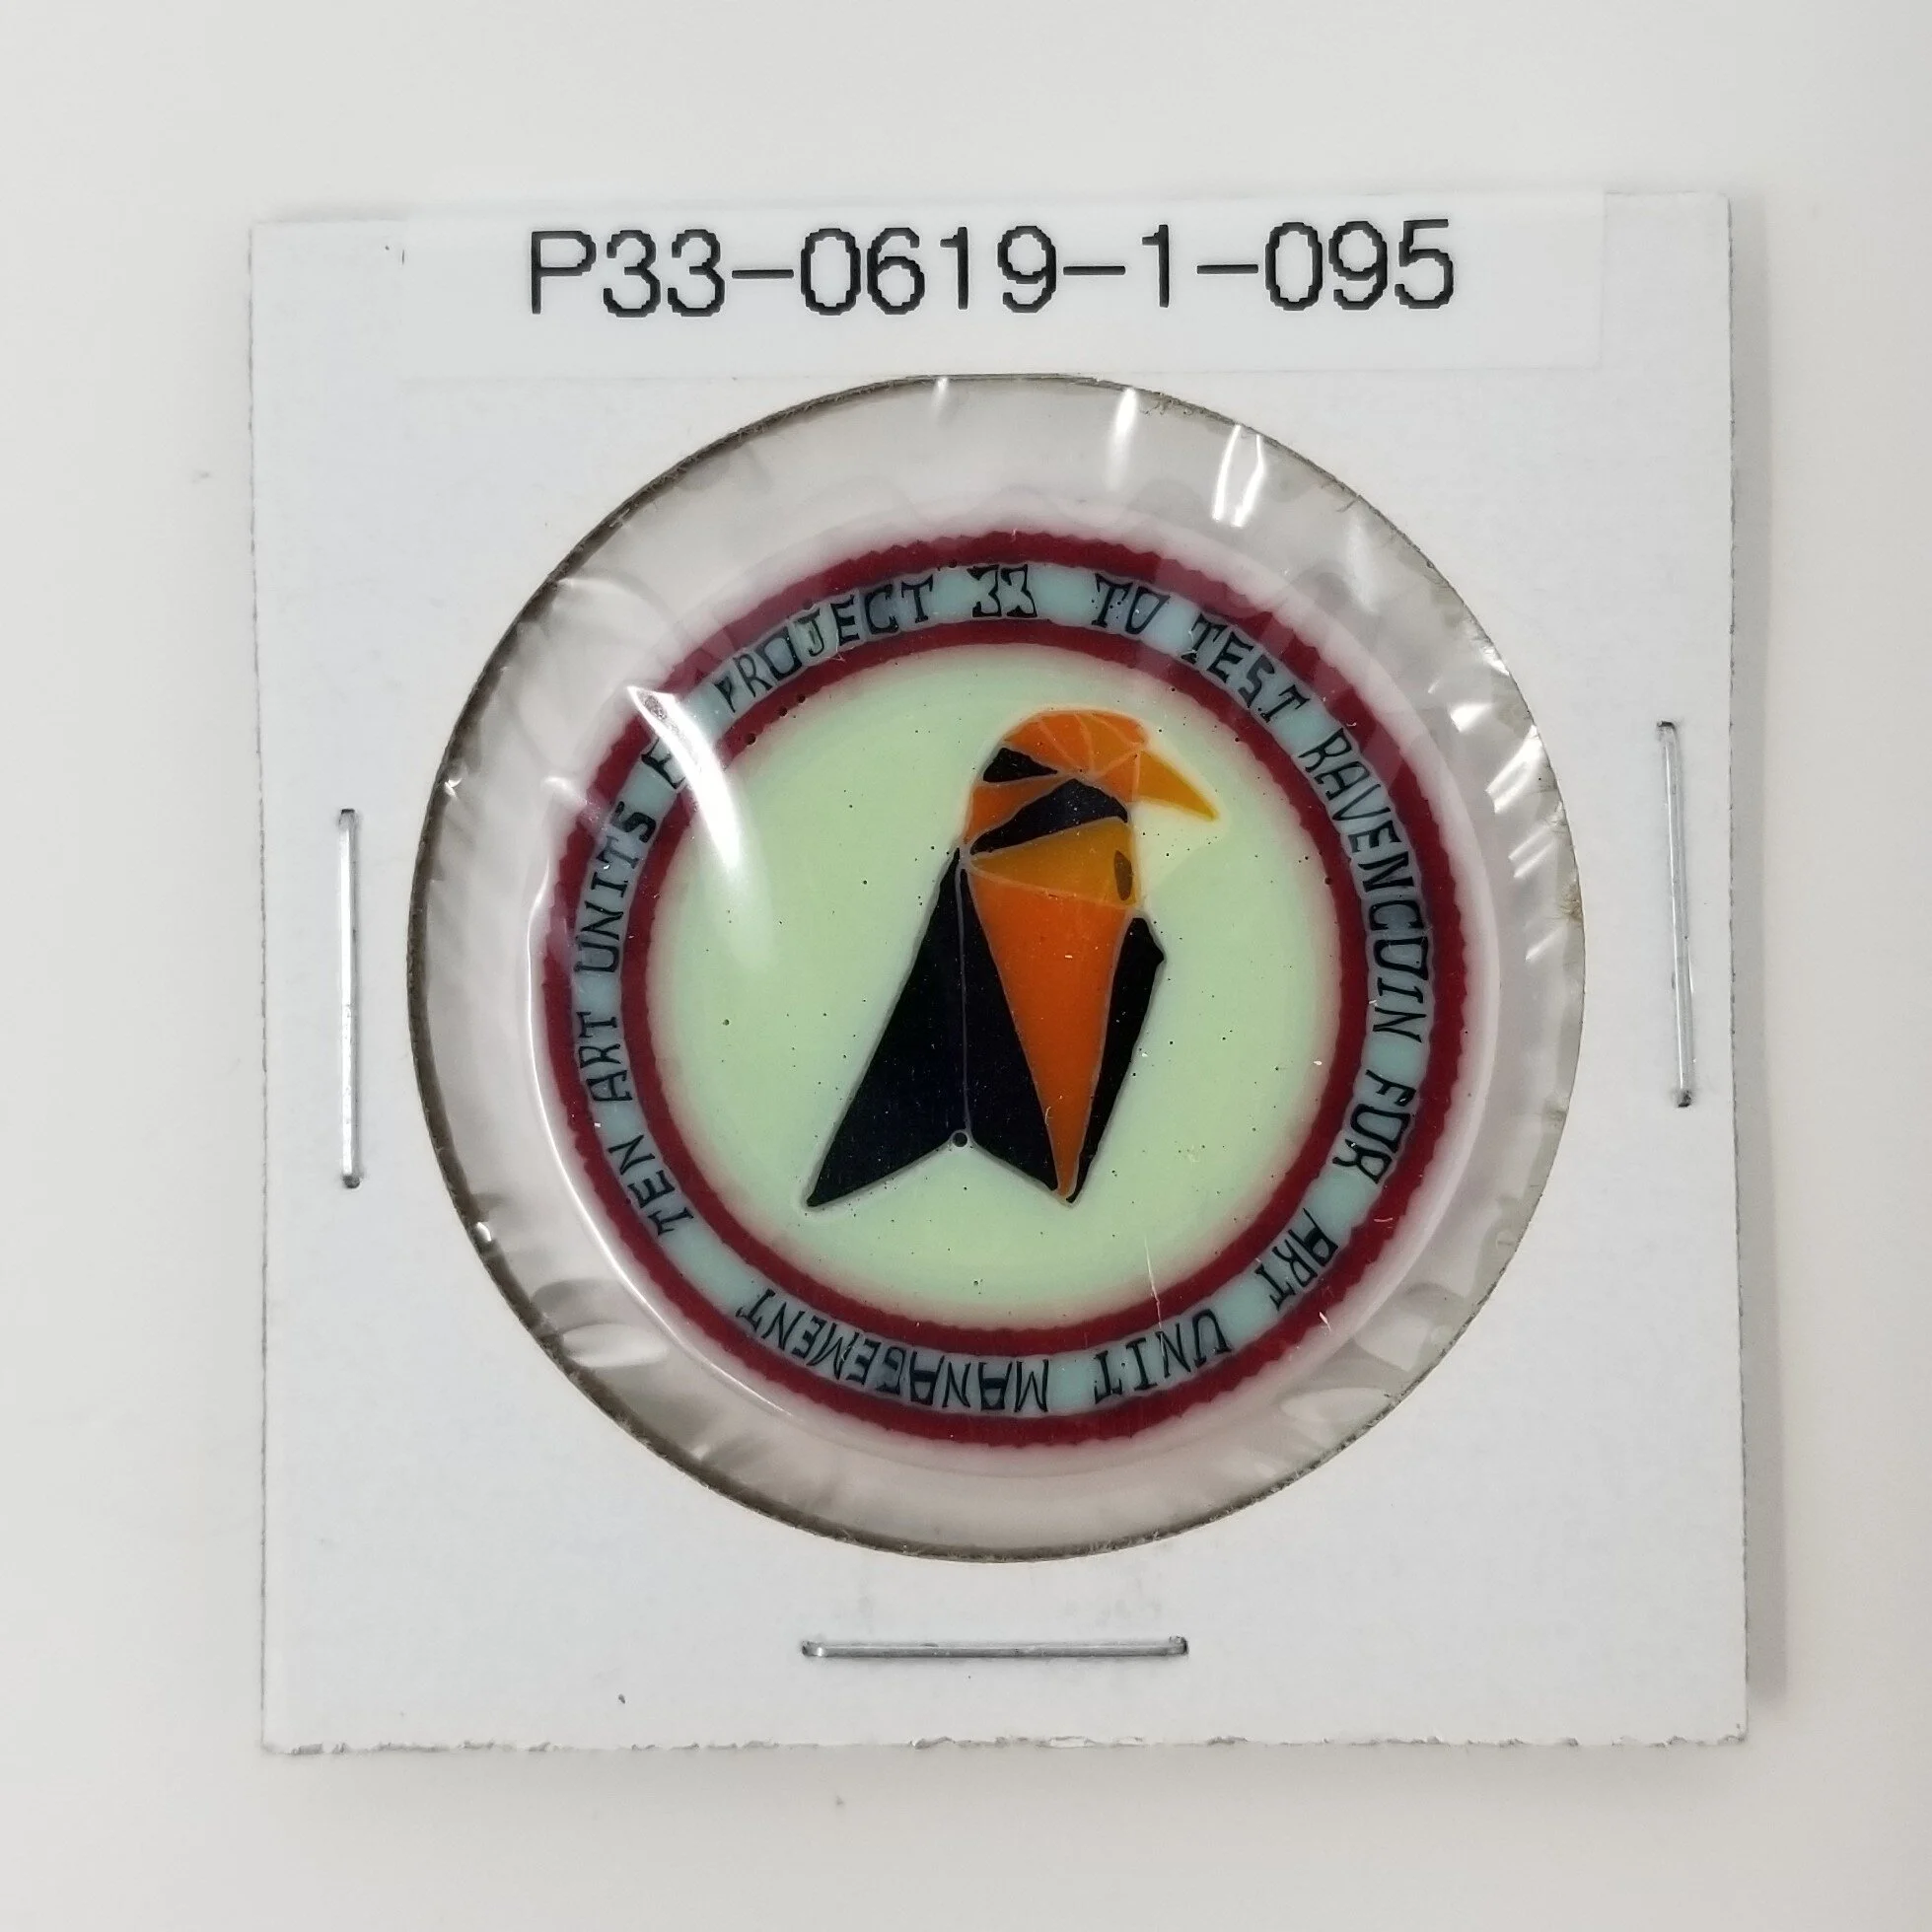 P33-0619-1-095
TEN ART UNITS PROJECT 33 TO TEST RAVENCOIN FOR ART UNIT MANAGEMENT